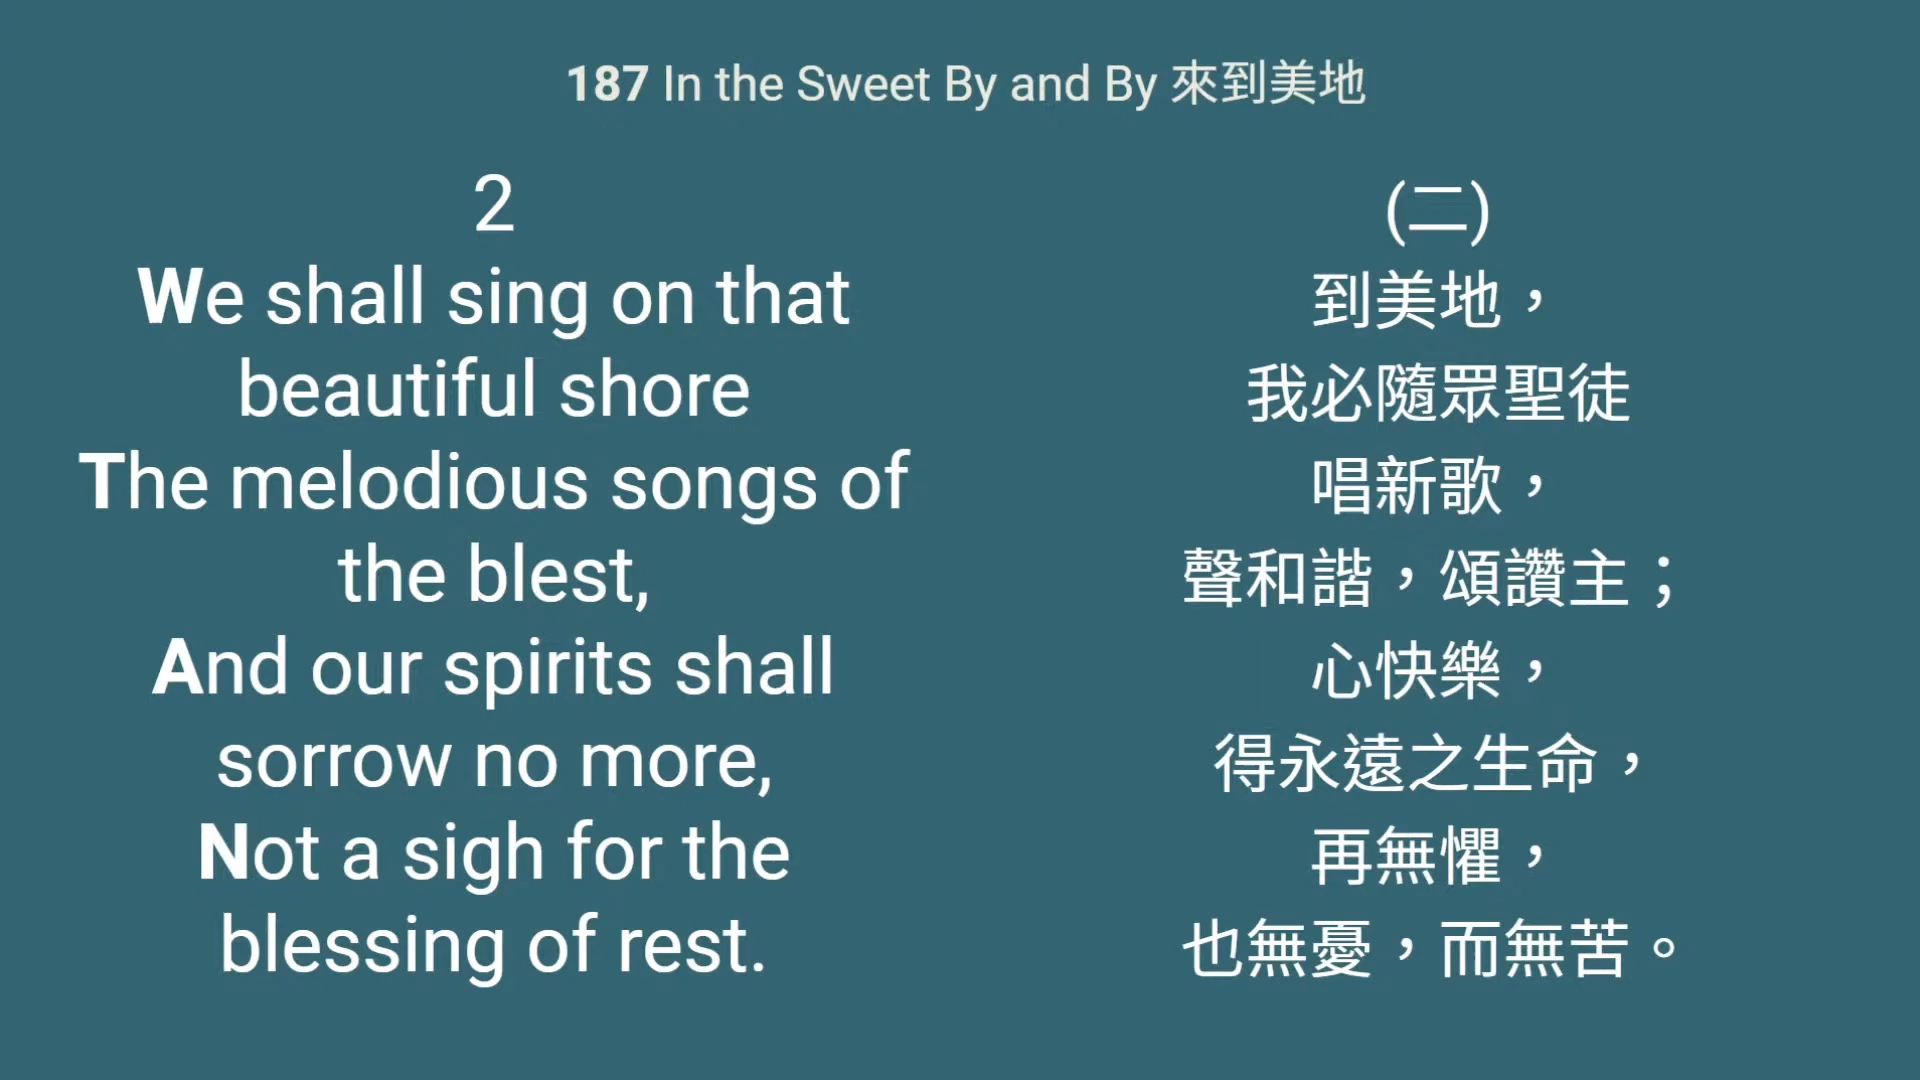 187 In the Sweet By and By 來到美地
2
We shall sing on that
beautiful shore
The melodious songs of
the blest,
And our spirits shall
sorrow no more,
Not a sigh for the
blessing of rest.
(二)
到美地，
我必隨眾聖徒
唱新歌，
聲和諧，頌讚主；
心快樂，
得永遠之生命，
再無懼，
也無憂，而無苦。